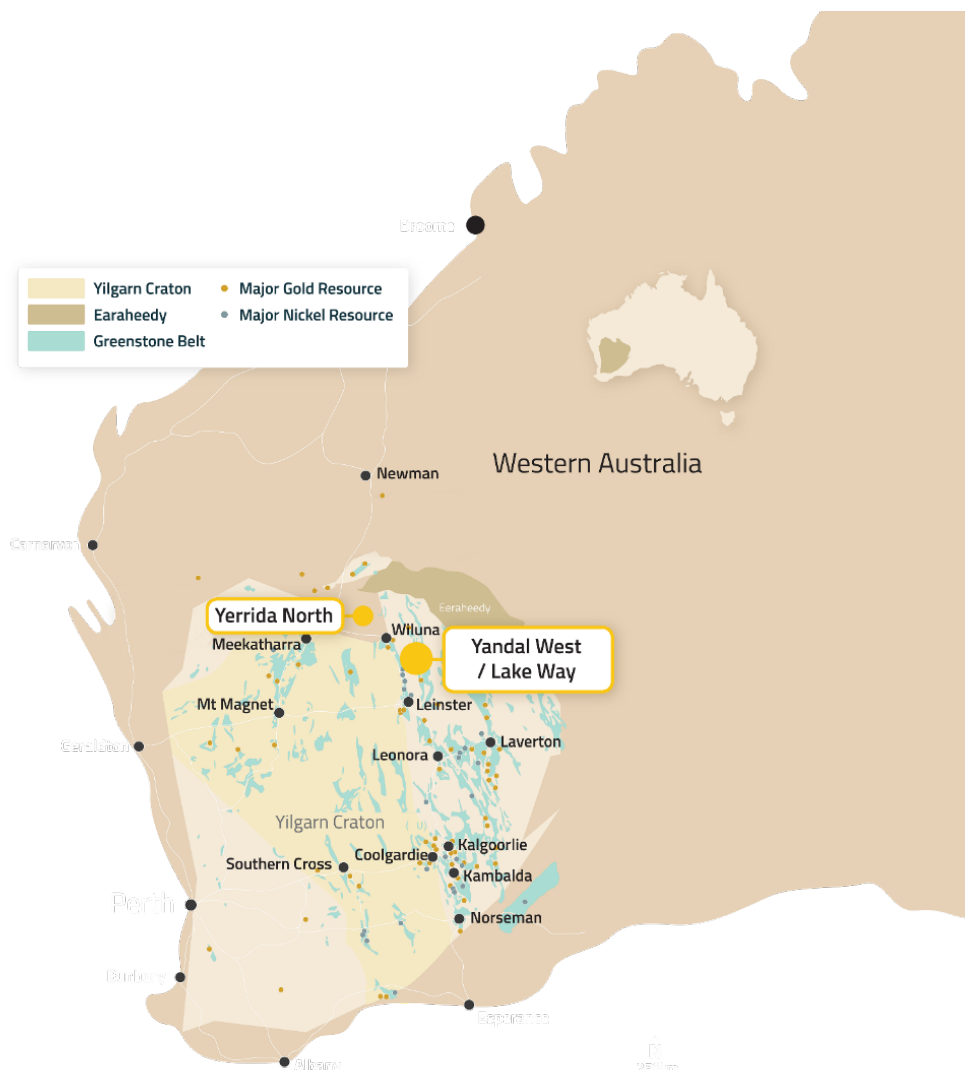 Broome
Yilgarn Craton
Major Gold Resource
Earaheedy
Major Nickel Resource
Greenstone Belt
Western Australia
Newman
Carnarvon
Eeraheedy
Yerrida North
Wiluna
Meekatharra
Yandal West
/ Lake Way
Mt Magnet
Leinster
Geraldton
Laverton
Leonora
Yilgarn Craton
Kalgoorlie
Coolgardie
Southern Cross
Kambalda
Perth
Norseman
Bunbury
Esperance
Albany